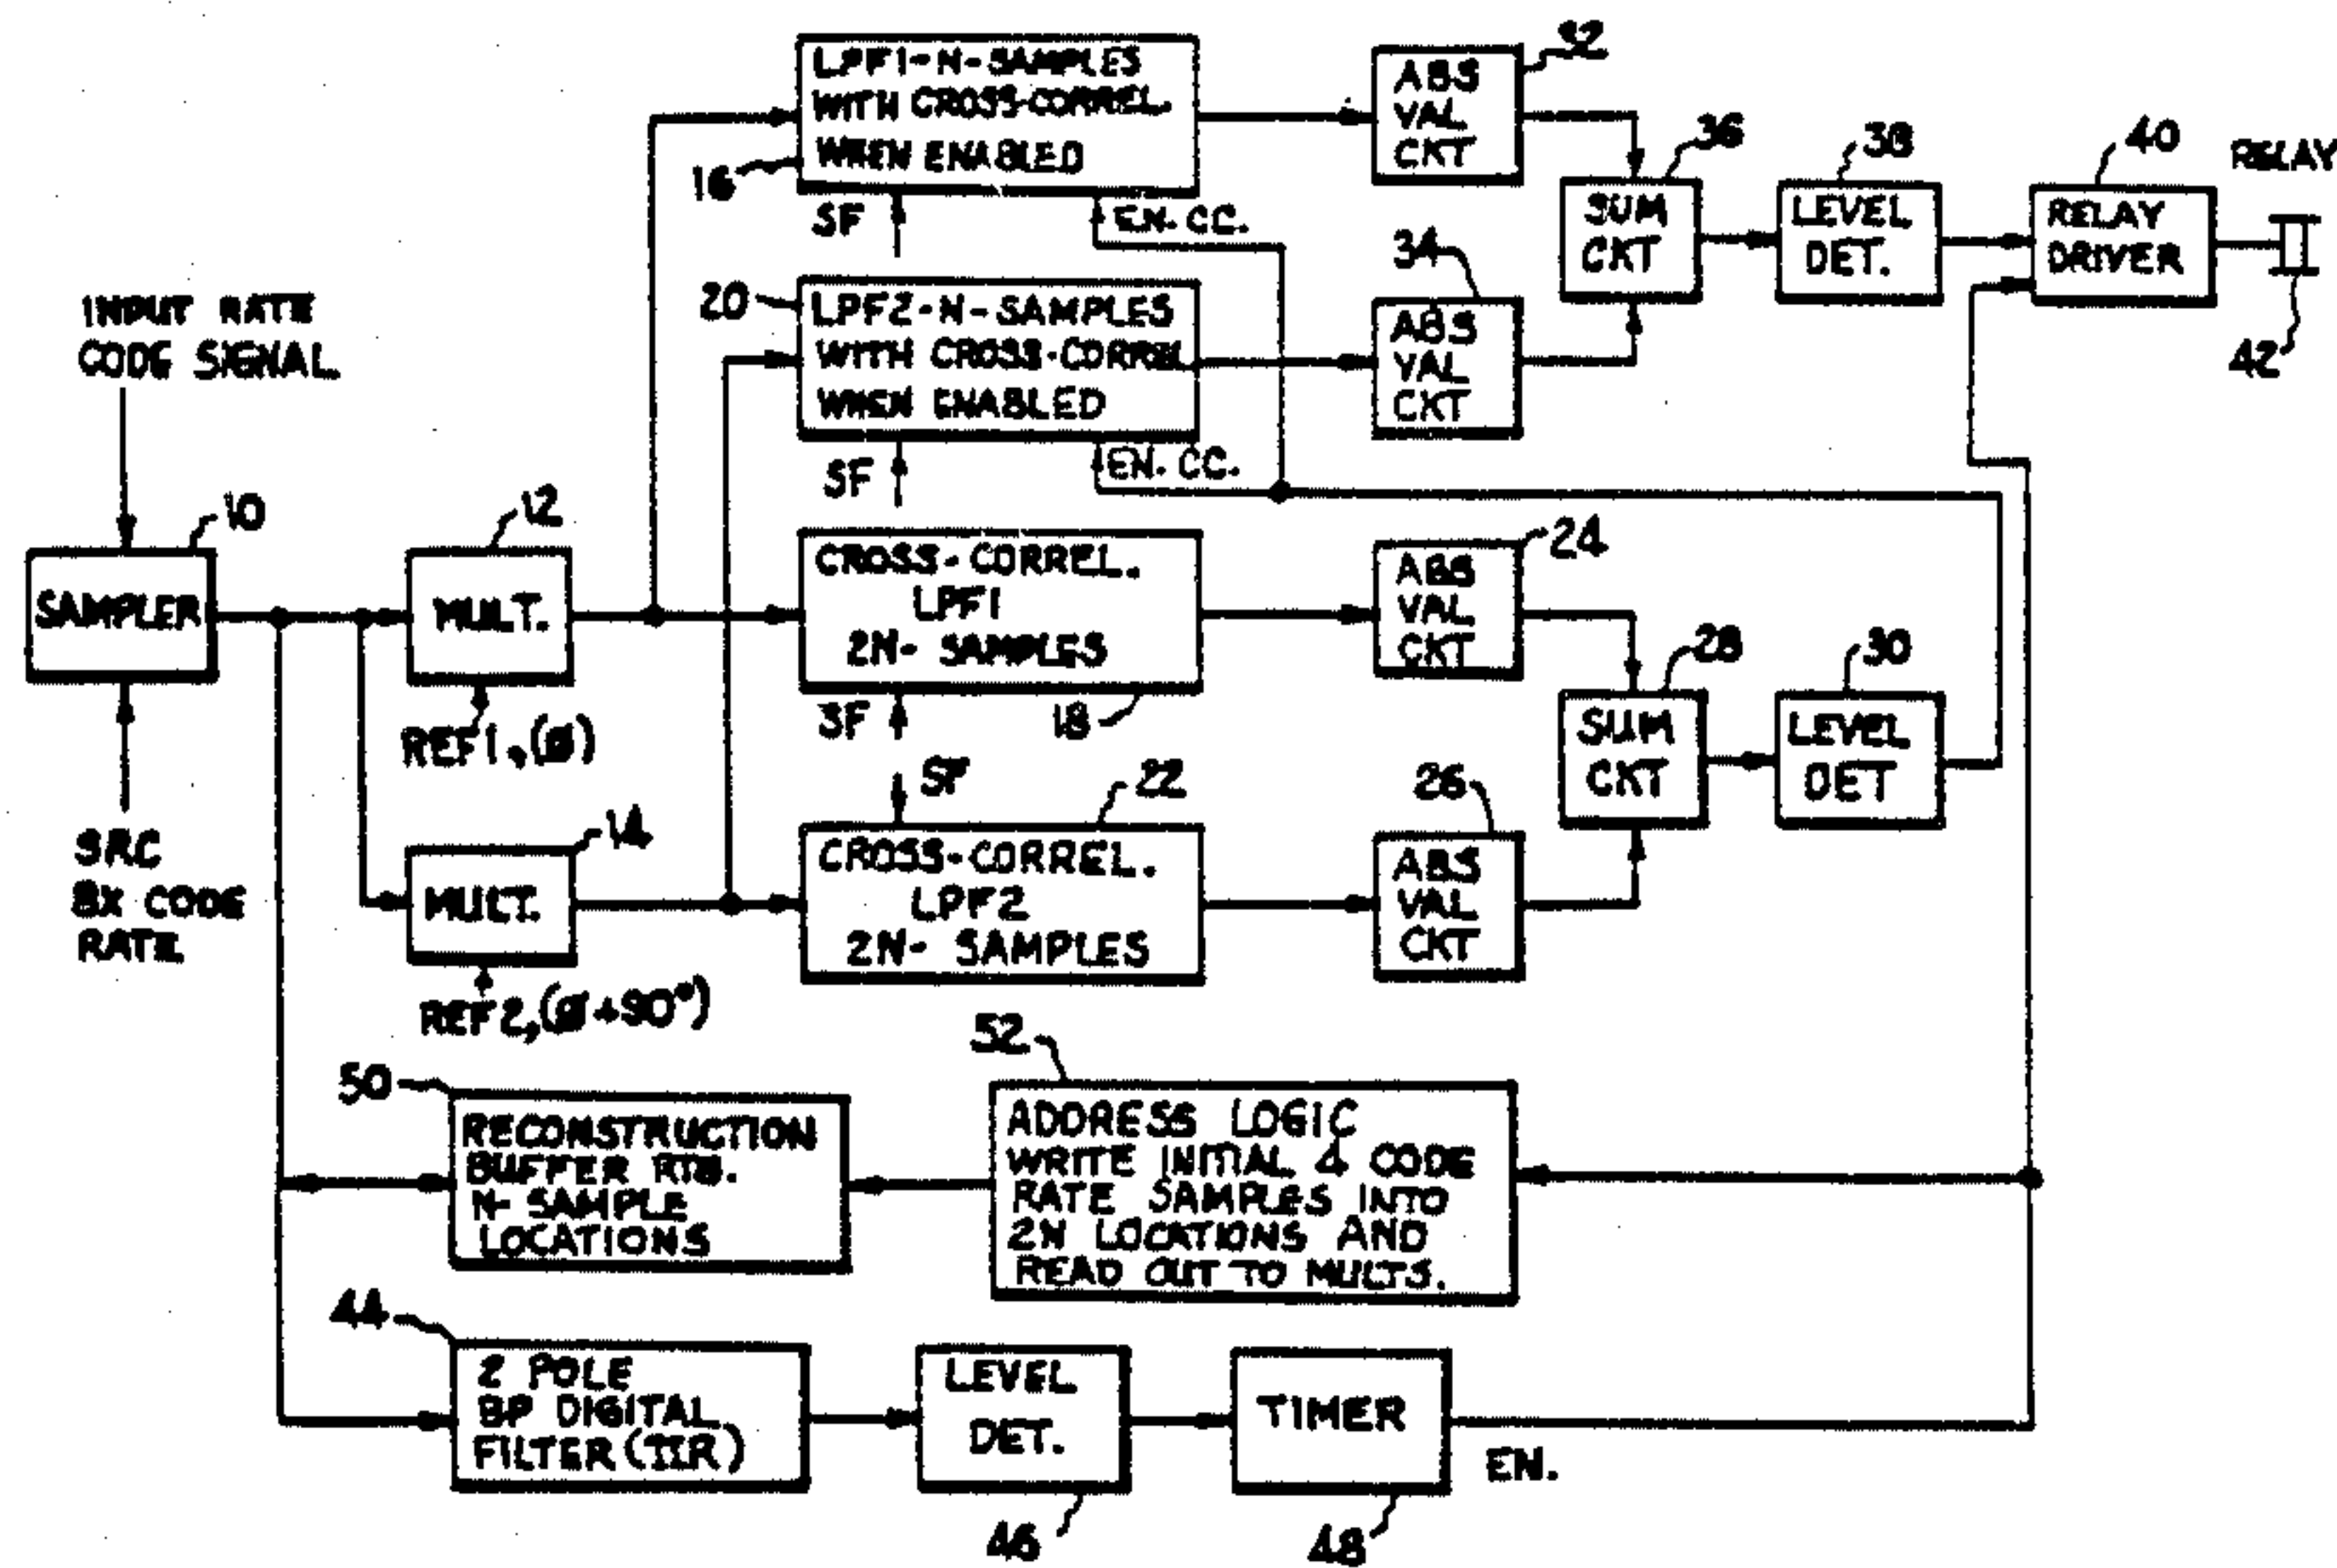 LPF1-N-SAMPLES
WITH CROSS-CORREL.
WHEN ENABLED
16
SF
EN. CC.
ABS
VAL
CKT
32
36
SUM
CKT
38
LEVEL
DET.
40
RELAY
DRIVER
RELAY
42
INPUT RATE
CODE SIGNAL
20
LPF2-N-SAMPLES
WITH CROSS-CORREL
WHEN ENABLED
SF
EN. CC.
34
ABS
VAL
CKT
10
SAMPLER
12
MULT.
REF1,(Ø)
CROSS-CORREL.
LPF1
2N- SAMPLES
SF
18
24
ABS
VAL
CKT
28
SUM
CKT
30
LEVEL
DET
SRC
8X CODE
RATE
14
MULT.
REF2,(Ø+90°)
SF
22
CROSS-CORREL.
LPF2
2N- SAMPLES
26
ABS
VAL
CKT
50
RECONSTRUCTION
BUFFER RTB.
N- SAMPLE
LOCATIONS
52
ADDRESS LOGIC
WRITE INITIAL 4 CODE
RATE SAMPLES INTO
2N LOCATIONS AND
READ OUT TO MULTS.
44
2 POLE
BP DIGITAL
FILTER (IIR)
LEVEL
DET.
46
TIMER
48
EN.